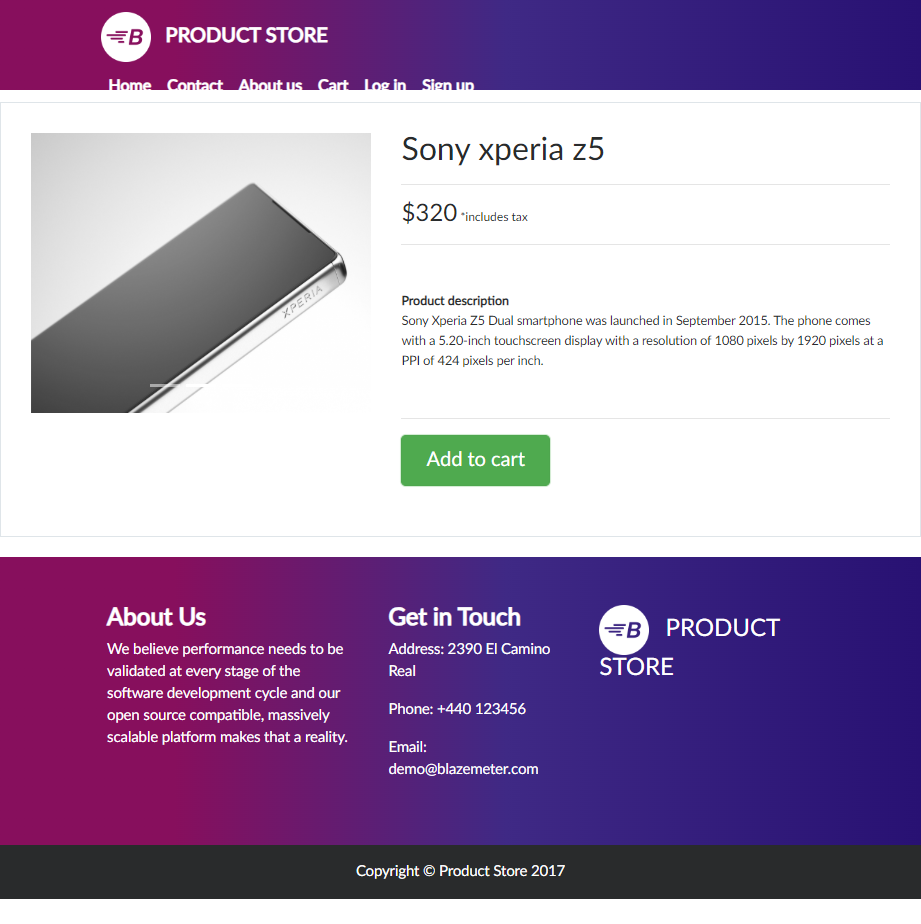 B PRODUCT STORE
Home Contact About us Cart Log in Sign up
XPERIA
Sony xperia z5
$320 *includes tax
Product description
Sony Xperia Z5 Dual smartphone was launched in September 2015. The phone comes
with a 5.20-inch touchscreen display with a resolution of 1080 pixels by 1920 pixels at a
PPI of 424 pixels per inch.
Add to cart
About Us
We believe performance needs to be
validated at every stage of the
software development cycle and our
open source compatible, massively
scalable platform makes that a reality.
Get in Touch
Address: 2390 El Camino
Real
Phone: +440 123456
Email:
demo@blazemeter.com
B PRODUCT
STORE
Copyright © Product Store 2017